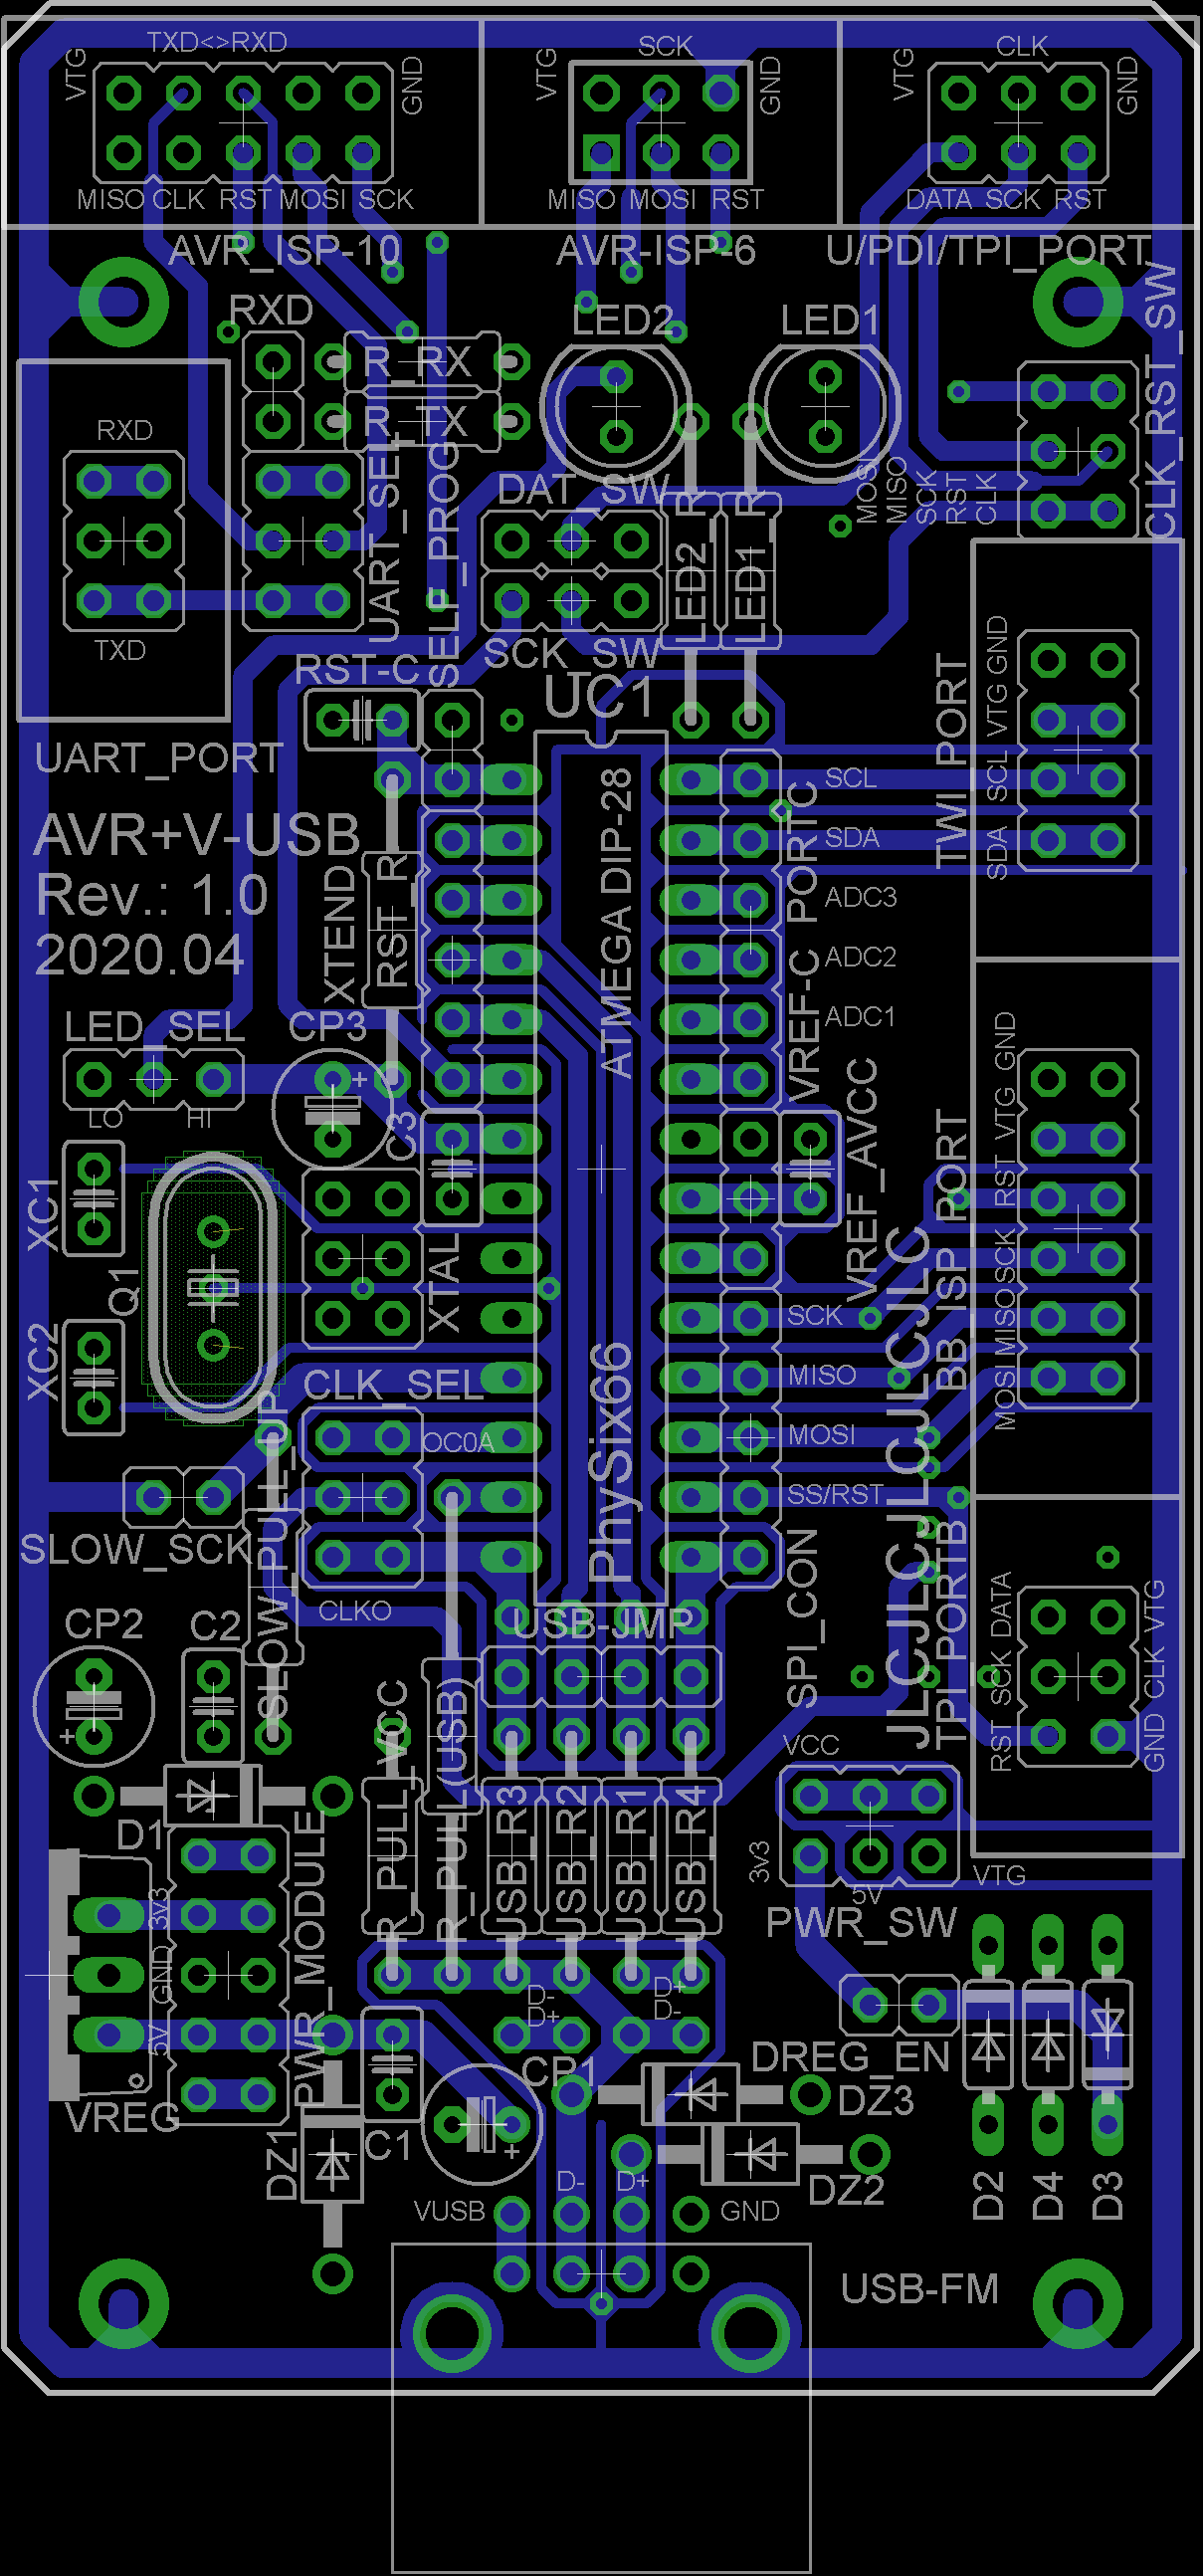 TXD<>RXD
VTG
GND
MISO CLK RST MOSI SCK
AVR_ISP-10
SCK
VTG
GND
MISO MOSI RST
AVR-ISP-6
CLK
VTG
GND
DATA SCK RST
U/PDI/TPI_PORT
RXD
R_RX
R_TX
LED2
LED1
CLK_RST_SW
RXD
TXD
UART_PORT
UART_SEL
SELF_PROG
DAT_SW
SCK_SW
MOSI
MISO
SCK
RST
CLK
LED2_R
LED1_R
RST-C
UC1
AVR+V-USB
Rev.: 1.0
2020.04
XTEND
RST_R
ATMEGA DIP-28
PhySix66
PORTC
SCL
SDA
ADC3
ADC2
ADC1
TWI PORT
SDA SCL VTG GND
LED_SEL
LO
HI
CP3
C3
VREF-C
VREF_AVCC
XC1
Q1
XC2
XTAL
CLK_SEL
OC0A
CLKO
SCK
MISO
MOSI
SS/RST
BB ISP PORT
MOSI MISO SCK RST VTG GND
JLCJLCJLCJLC
SLOW_SCK
SLOW_PULL_UP
CP2
C2
USB-JMP
SPI_CON
TPI_PORTB
RST SCK DATA
GND CLK VTG
R_PULL_VCC
R_PULL(USB)
USB_R3
USB_R2
USB_R1
USB_R4
VCC
3v3
5V
VTG
PWR_SW
D1
3v3
GND
5V
PWR_MODULE
VREG
D-
D+
D+
D-
DREG_EN
CP1
C1
DZ1
DZ3
DZ2
D2
D4
D3
VUSB
D-
D+
GND
USB-FM